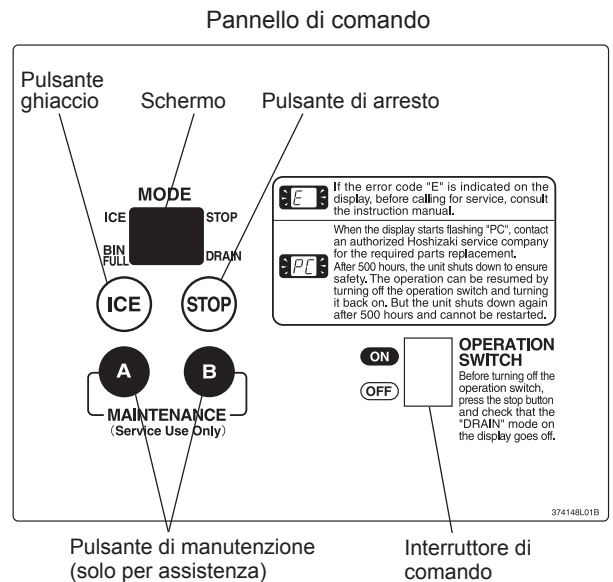 Pannello di comando
Pulsante
ghiaccio
Schermo
Pulsante di arresto
MODE
ICE
STOP
BIN
FULL
DRAIN
ICE
STOP
A
B
MAINTENANCE
(Service Use Only)
E
If the error code "E" is indicated on the
display, before calling for service, consult
the instruction manual.
PC
When the display starts flashing "PC", contact
an authorized Hoshizaki service company
for the required parts replacement.
After 500 hours, the unit shuts down to ensure
safety. The operation can be resumed by
turning off the operation switch and turning
it back on. But the unit shuts down again
after 500 hours and cannot be restarted.
ON
OFF
OPERATION
SWITCH
Before turning off the
operation switch,
press the stop button
and check that the
"DRAIN" mode on
the display goes off.
374148L01B
Pulsante di manutenzione
(solo per assistenza)
Interruttore di
comando